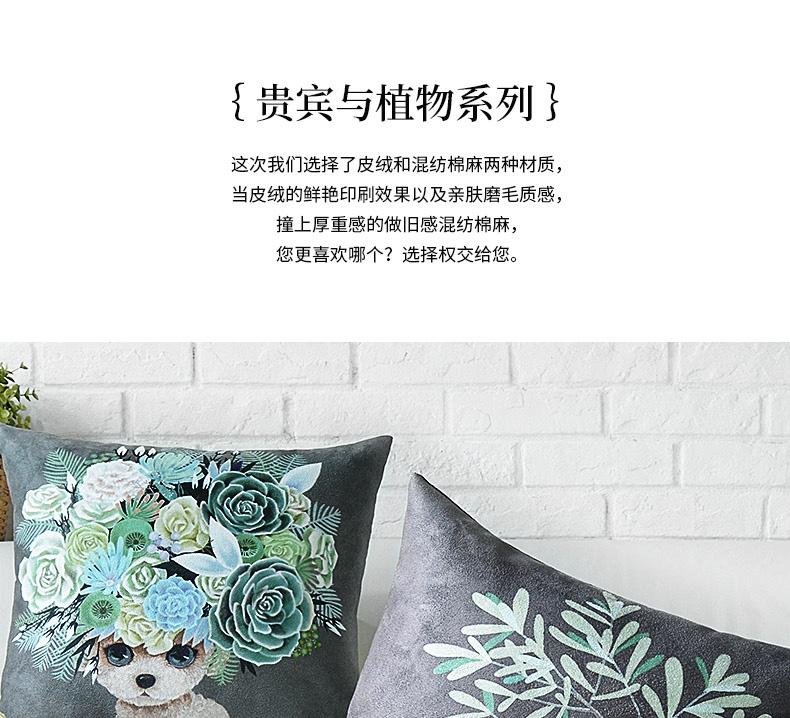 { 贵宾与植物系列 }
这次我们选择了皮绒和混纺棉麻两种材质，
当皮绒的鲜艳印刷效果以及亲肤磨毛质感，
撞上厚重感的做旧感混纺棉麻，
您更喜欢哪个？选择权交给您。